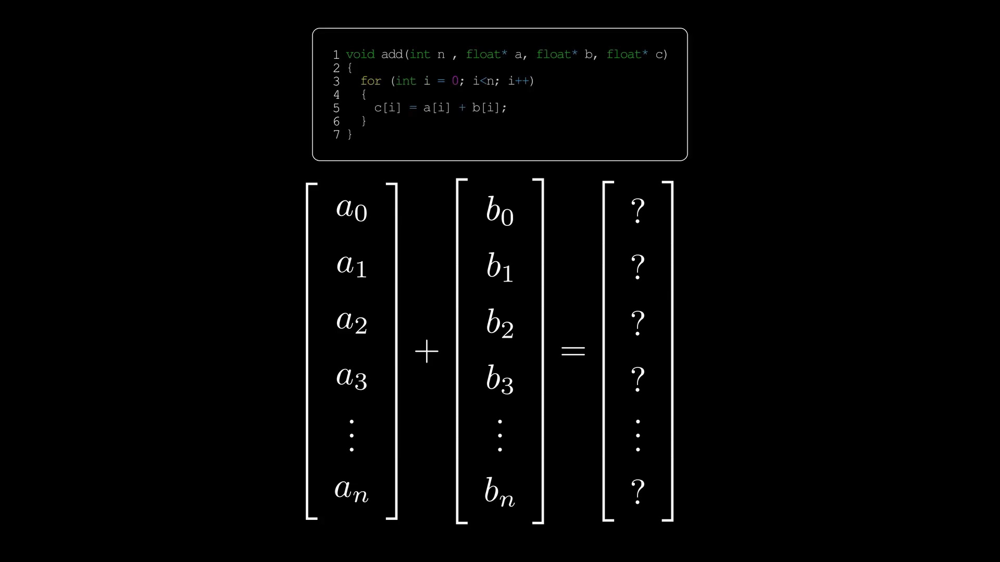 1 void add(int n , float* a, float* b, float* c)
2 {
3   for (int i = 0; i<n; i++)
4   {
5     c[i] = a[i] + b[i];
6   }
7 }
a₀ b₀ ?
a₁ b₁ ?
a₂ b₂ ?
+ =
a₃ b₃ ?
⋮ ⋮ ⋮
aₙ bₙ ?